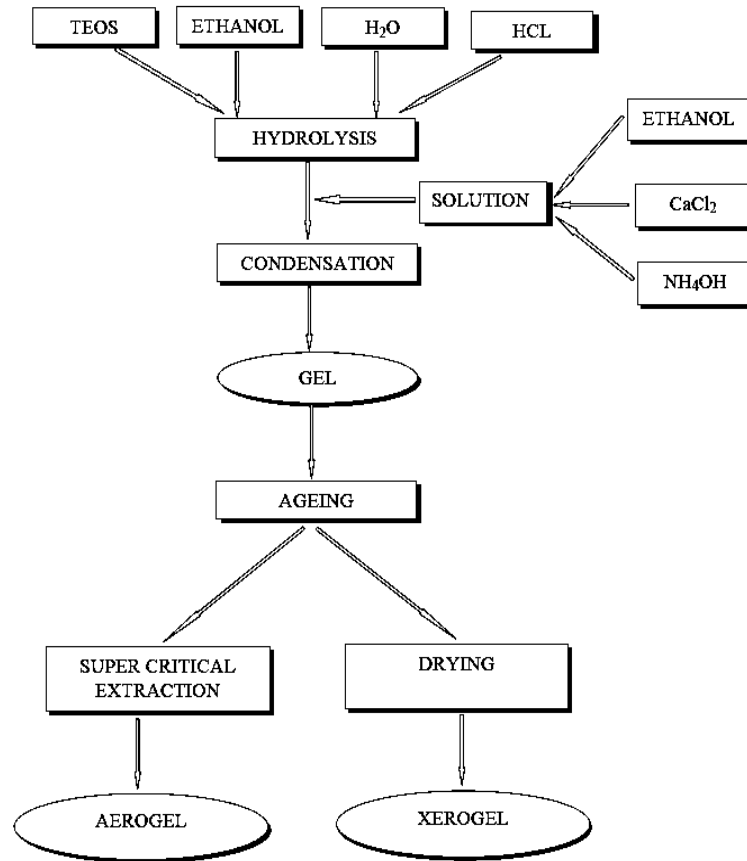 TEOS
ETHANOL
H₂O
HCL
HYDROLYSIS
ETHANOL
SOLUTION
CaCl₂
CONDENSATION
NH₄OH
GEL
AGEING
SUPER CRITICAL
EXTRACTION
DRYING
AEROGEL
XEROGEL